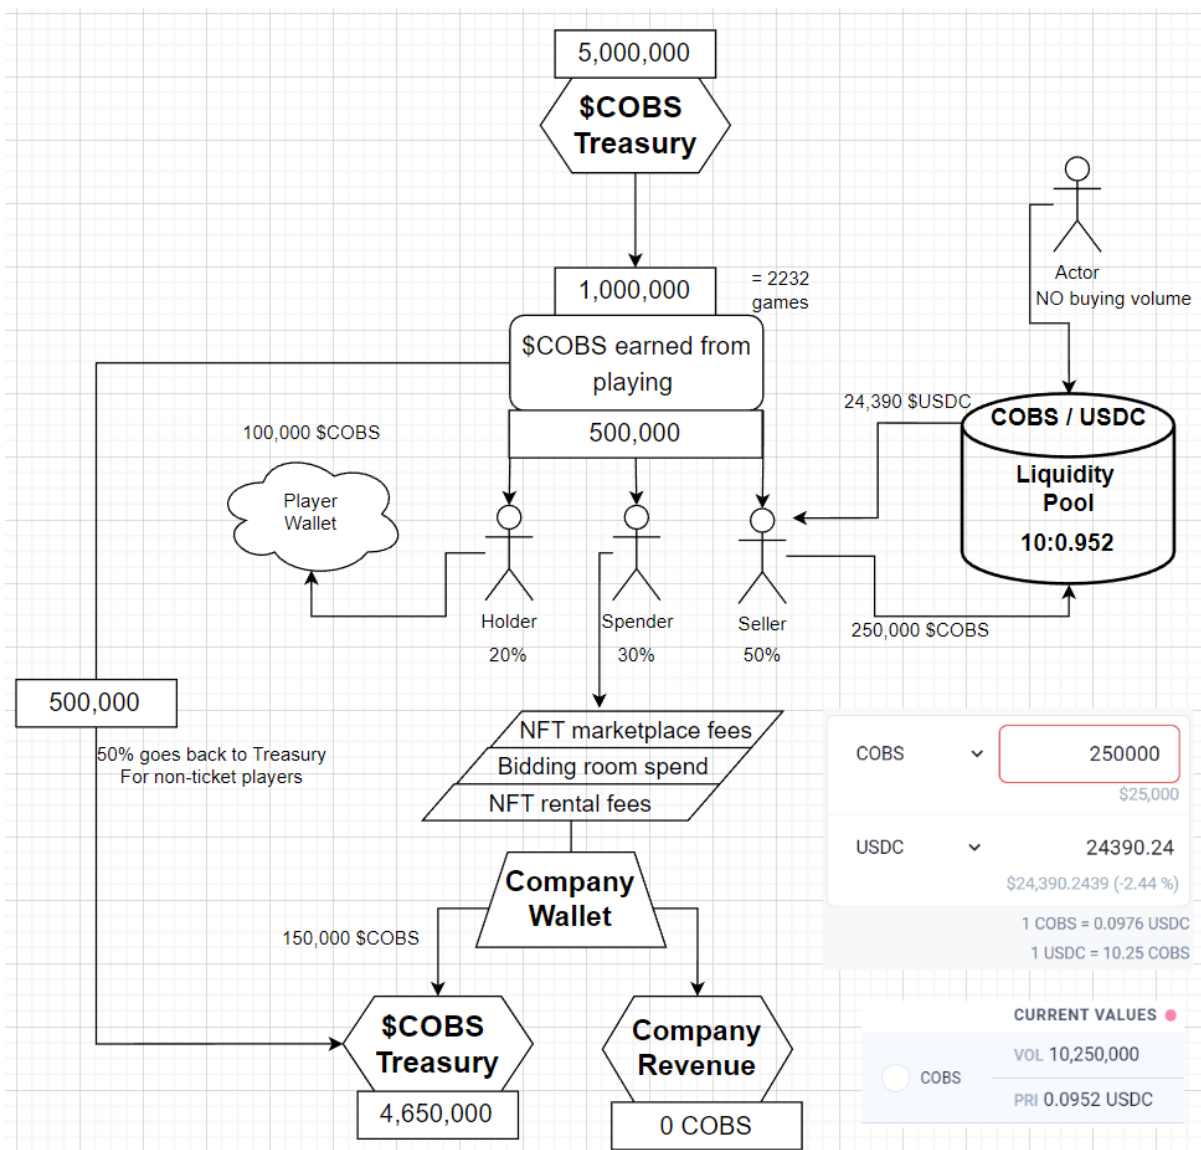 5,000,000
$COBS
Treasury
1,000,000
= 2232
games
$COBS earned from
playing
500,000
Actor
NO buying volume
24,390 $USDC
COBS / USDC
Liquidity
Pool
10:0.952
100,000 $COBS
Player
Wallet
Holder
20%
Spender
30%
Seller
50%
250,000 $COBS
500,000
50% goes back to Treasury
For non-ticket players
NFT marketplace fees
Bidding room spend
NFT rental fees
Company
Wallet
150,000 $COBS
$COBS
Treasury
4,650,000
Company
Revenue
0 COBS
COBS
250000
$25,000
USDC
24390.24
$24,390.2439 (-2.44 %)
1 COBS = 0.0976 USDC
1 USDC = 10.25 COBS
CURRENT VALUES
COBS
VOL 10,250,000
PRI 0.0952 USDC